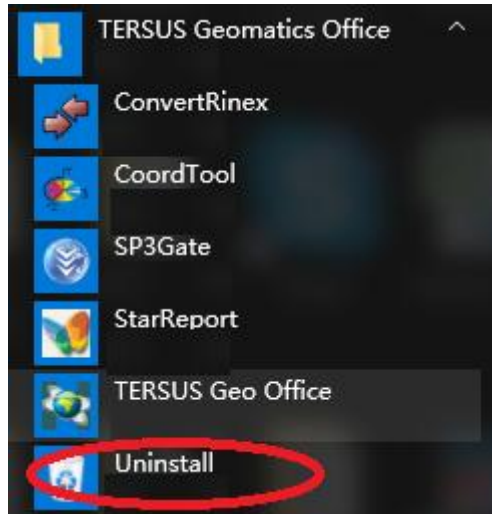 TERSUS Geomatics Office
ConvertRinex
CoordTool
SP3Gate
StarReport
TERSUS Geo Office
Uninstall